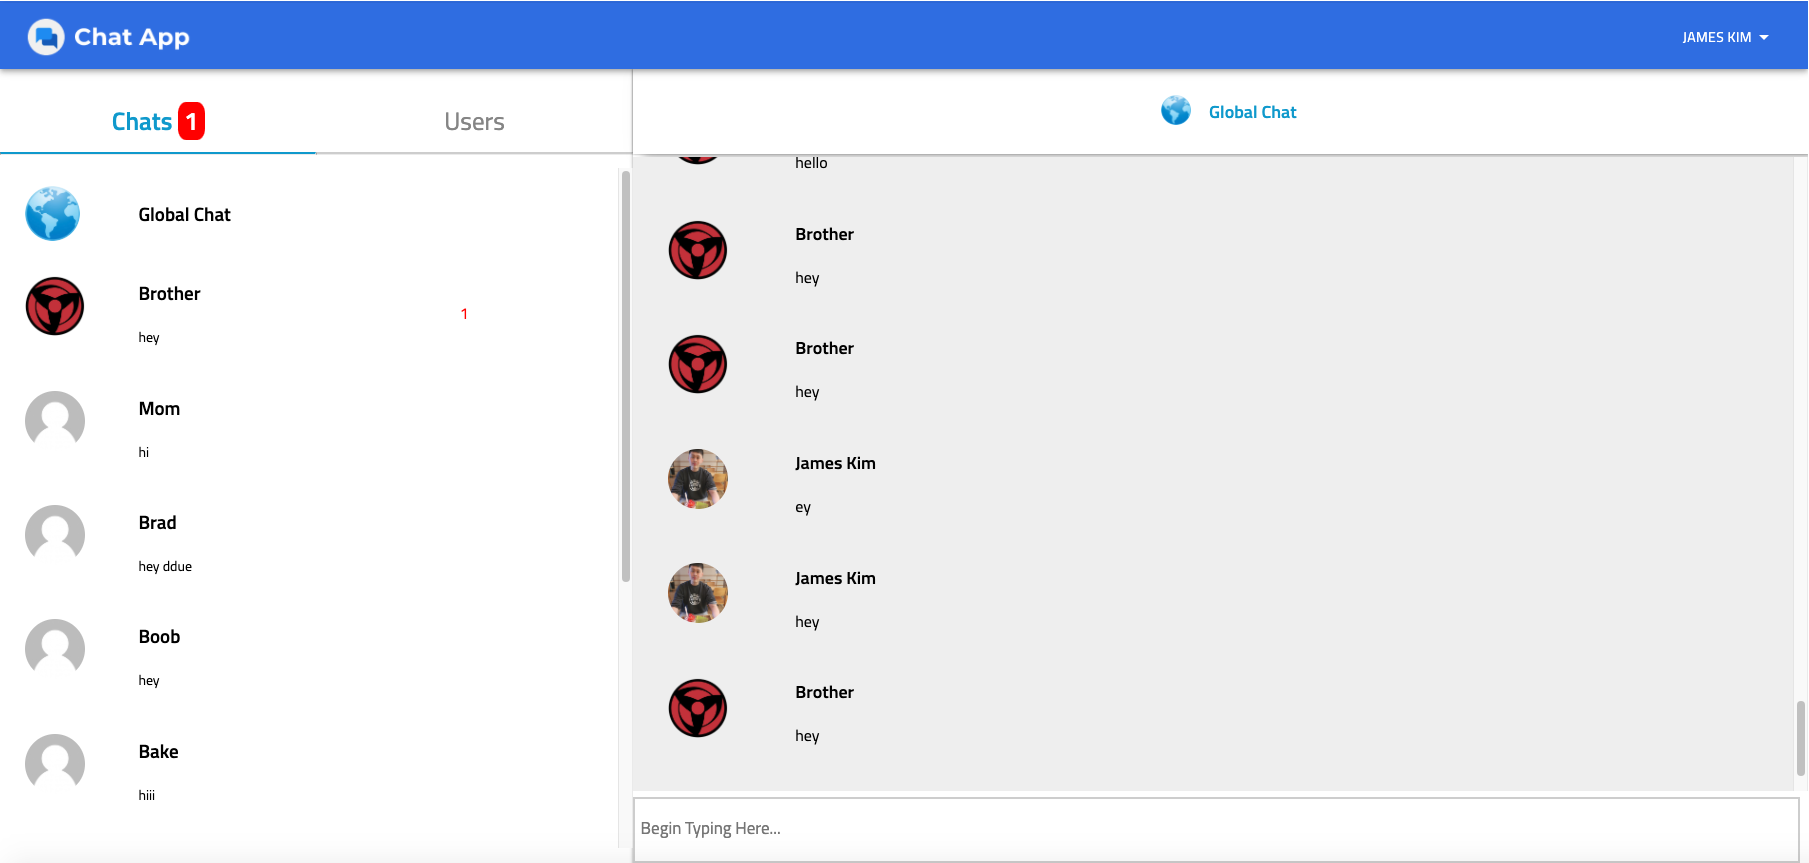 Chat App
JAMES KIM
Chats 1
Users
Global Chat
Brother
hey
1
Mom
hi
Brad
hey ddue
Boob
hey
Bake
hiii
Global Chat
hello
Brother
hey
Brother
hey
James Kim
ey
James Kim
hey
Brother
hey
Begin Typing Here...